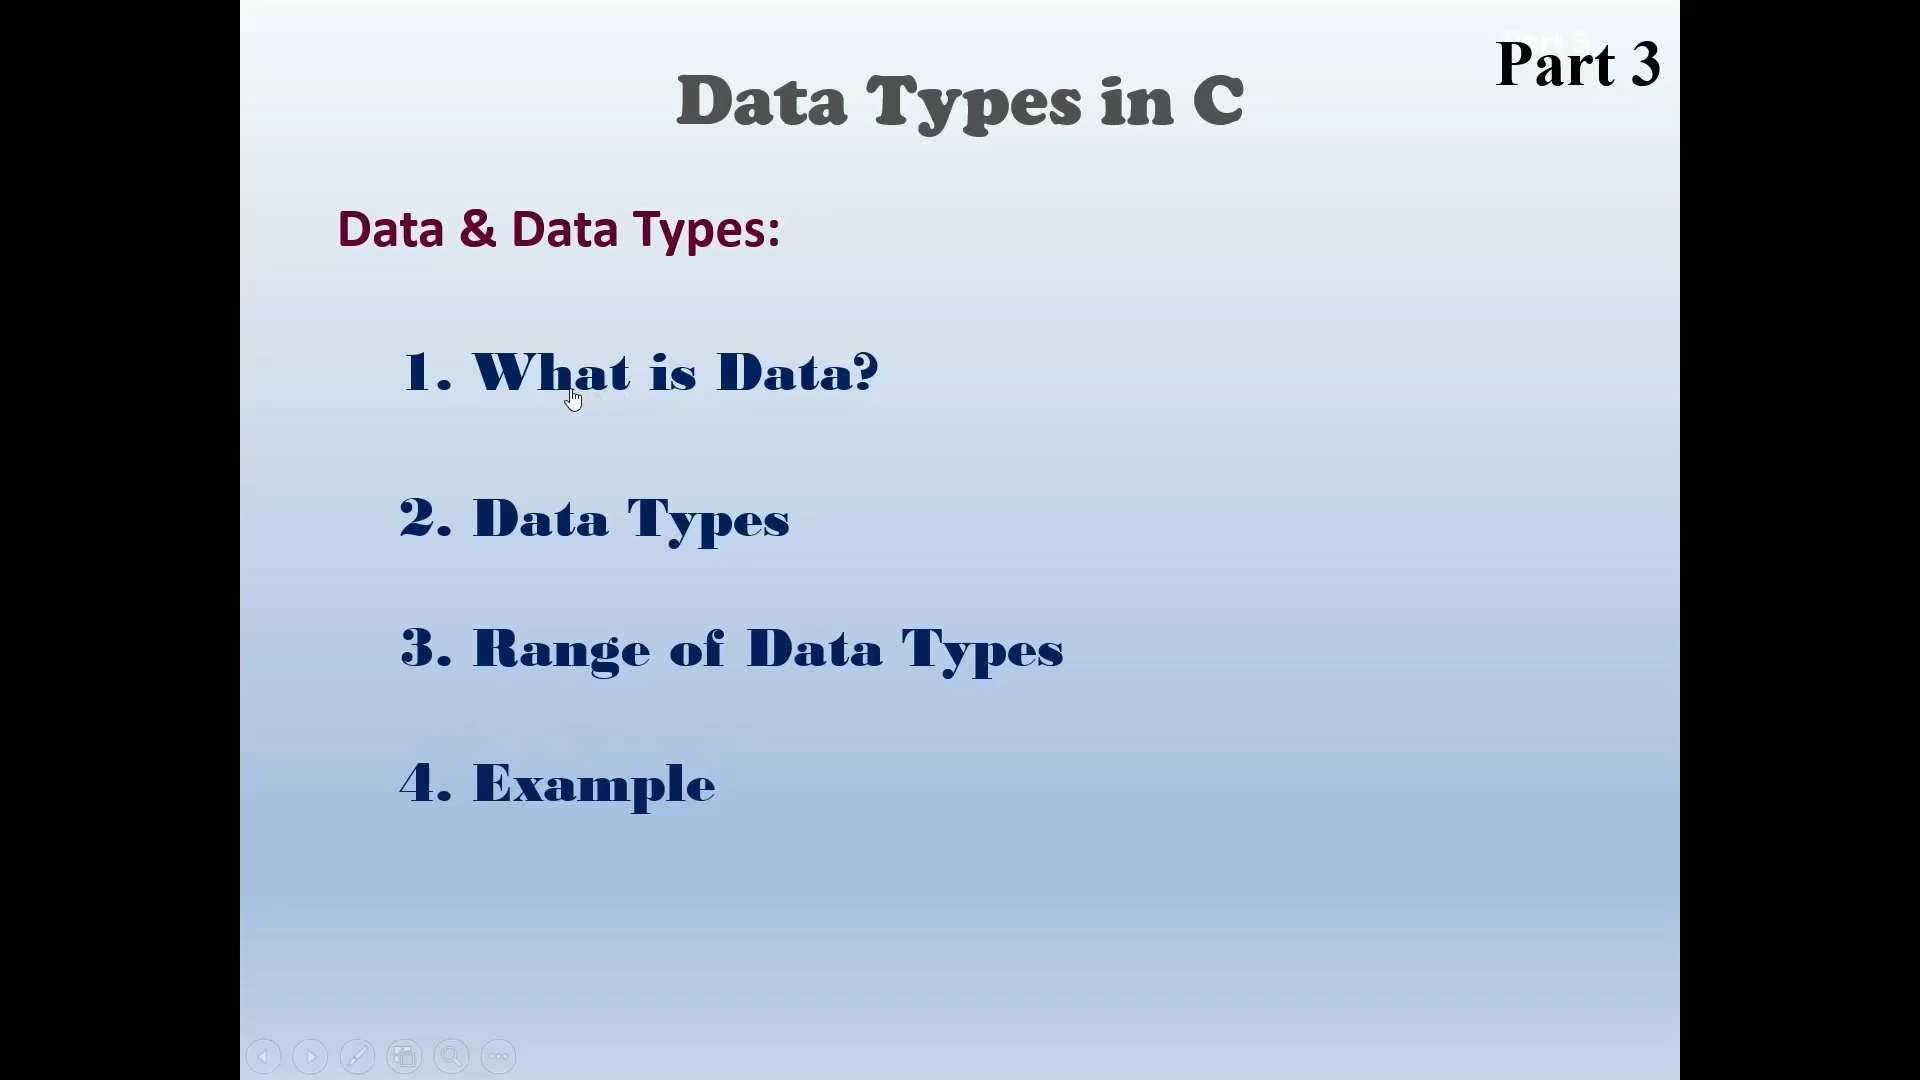 Part 3
Data Types in C
Data & Data Types:
1. What is Data?
2. Data Types
3. Range of Data Types
4. Example